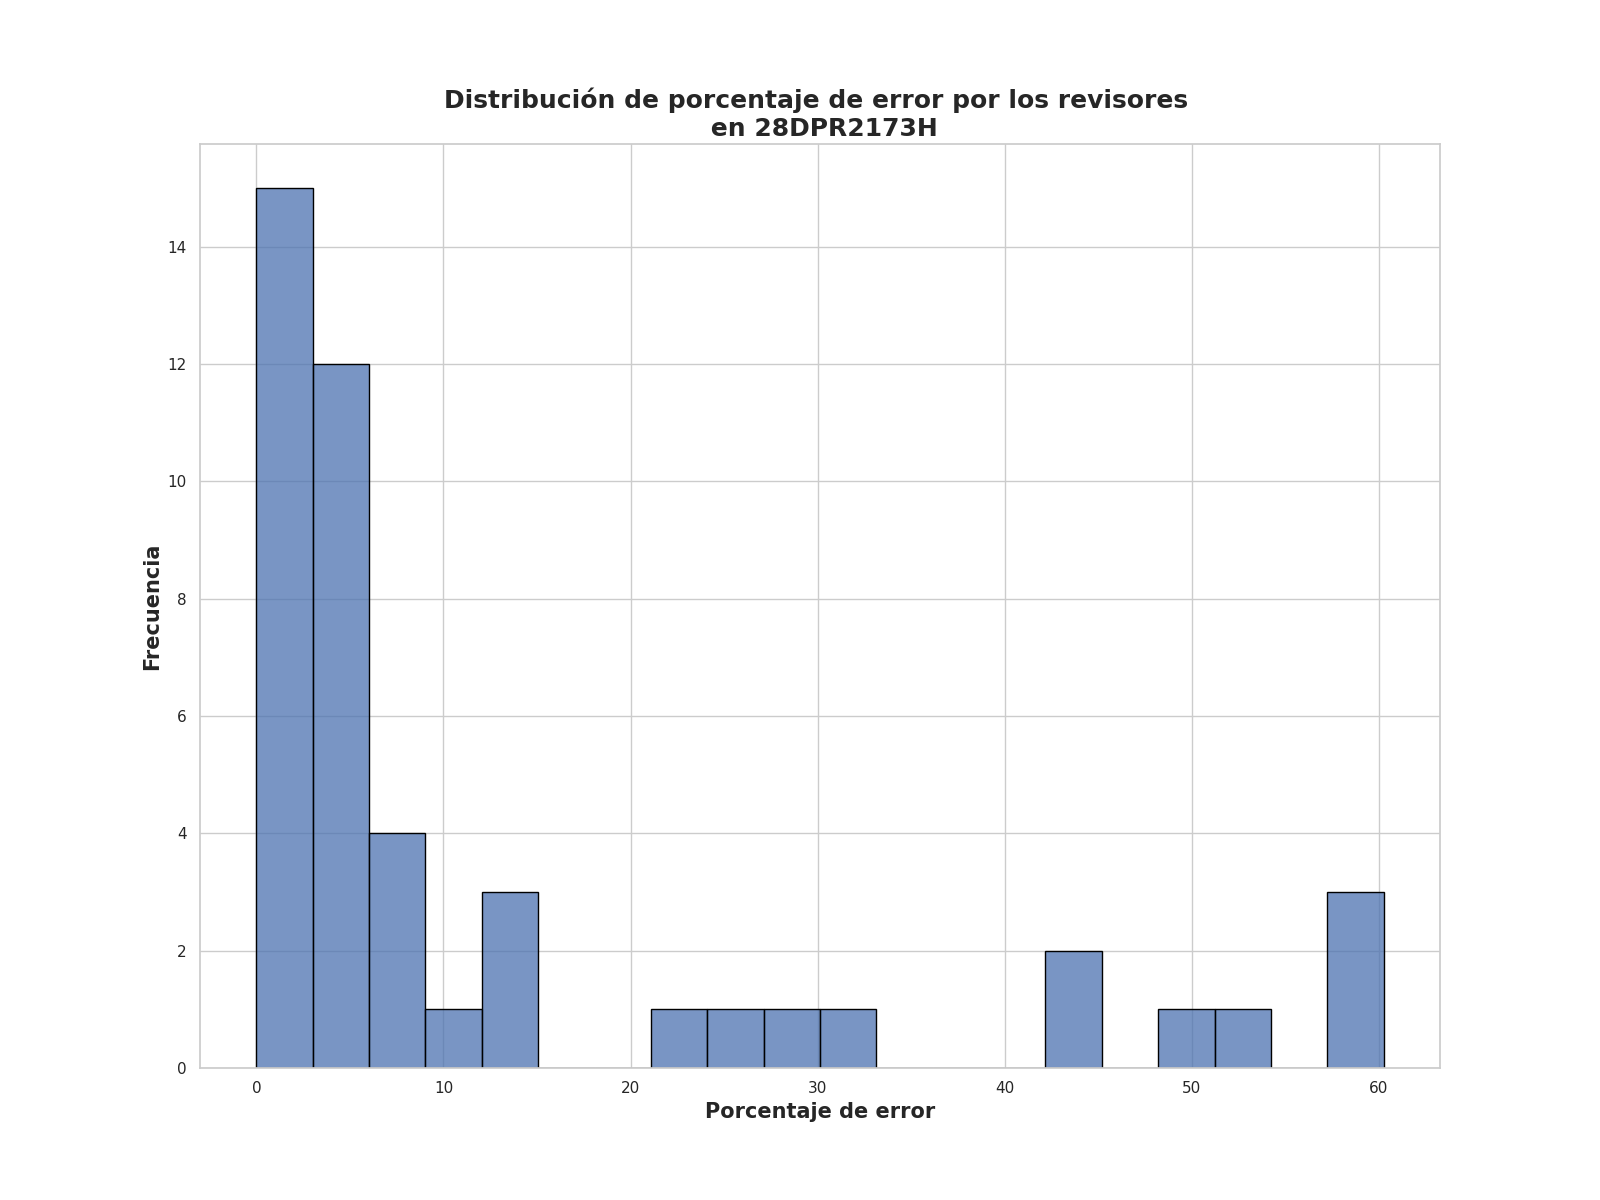 Distribución de porcentaje de error por los revisores
en 28DPR2173H
Frecuencia
14
12
10
8
6
4
2
0
0 10 20 30 40 50 60
Porcentaje de error